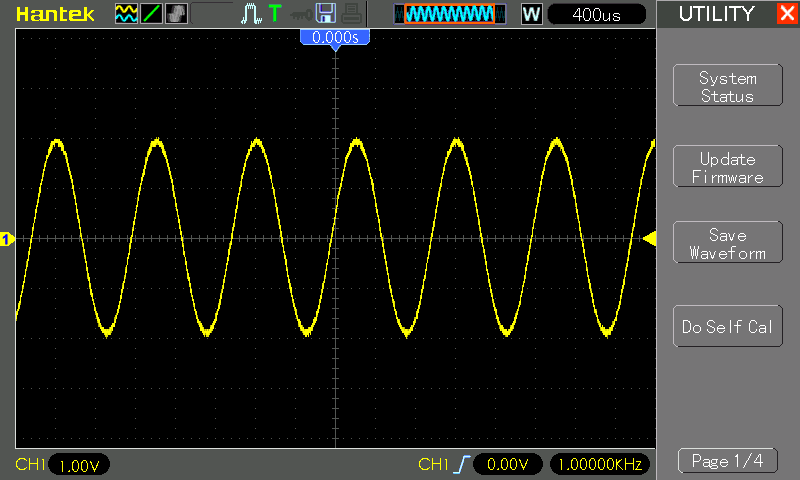 Hantek
T
W
400us
UTILITY
0.000s
System
Status
Update
Firmware
Save
Waveform
Do Self Cal
1
CH1
1.00V
CH1
0.00V
1.00000KHz
Page 1/4